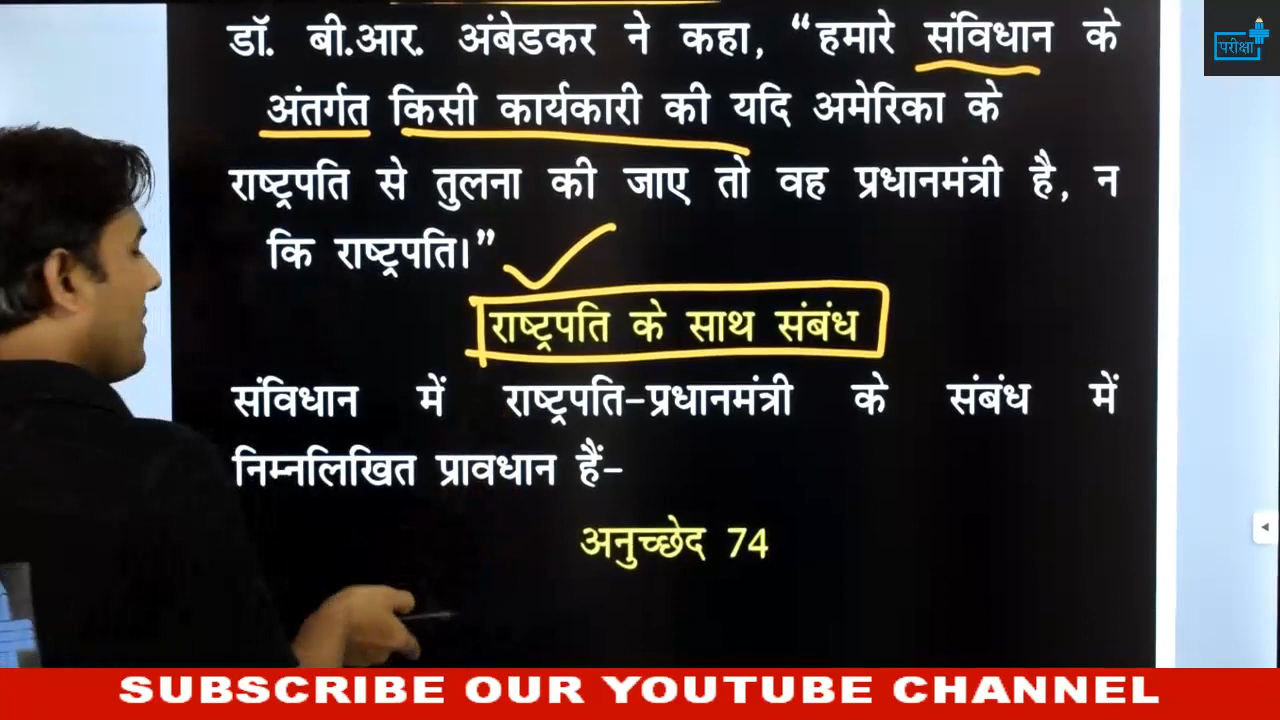 परीक्षा
डॉ. बी.आर. अंबेडकर ने कहा, “हमारे संविधान के
अंतर्गत किसी कार्यकारी की यदि अमेरिका के
राष्ट्रपति से तुलना की जाए तो वह प्रधानमंत्री है, न
कि राष्ट्रपति।”
राष्ट्रपति के साथ संबंध
संविधान में राष्ट्रपति-प्रधानमंत्री के संबंध में
निम्नलिखित प्रावधान हैं-
अनुच्छेद 74
SUBSCRIBE OUR YOUTUBE CHANNEL